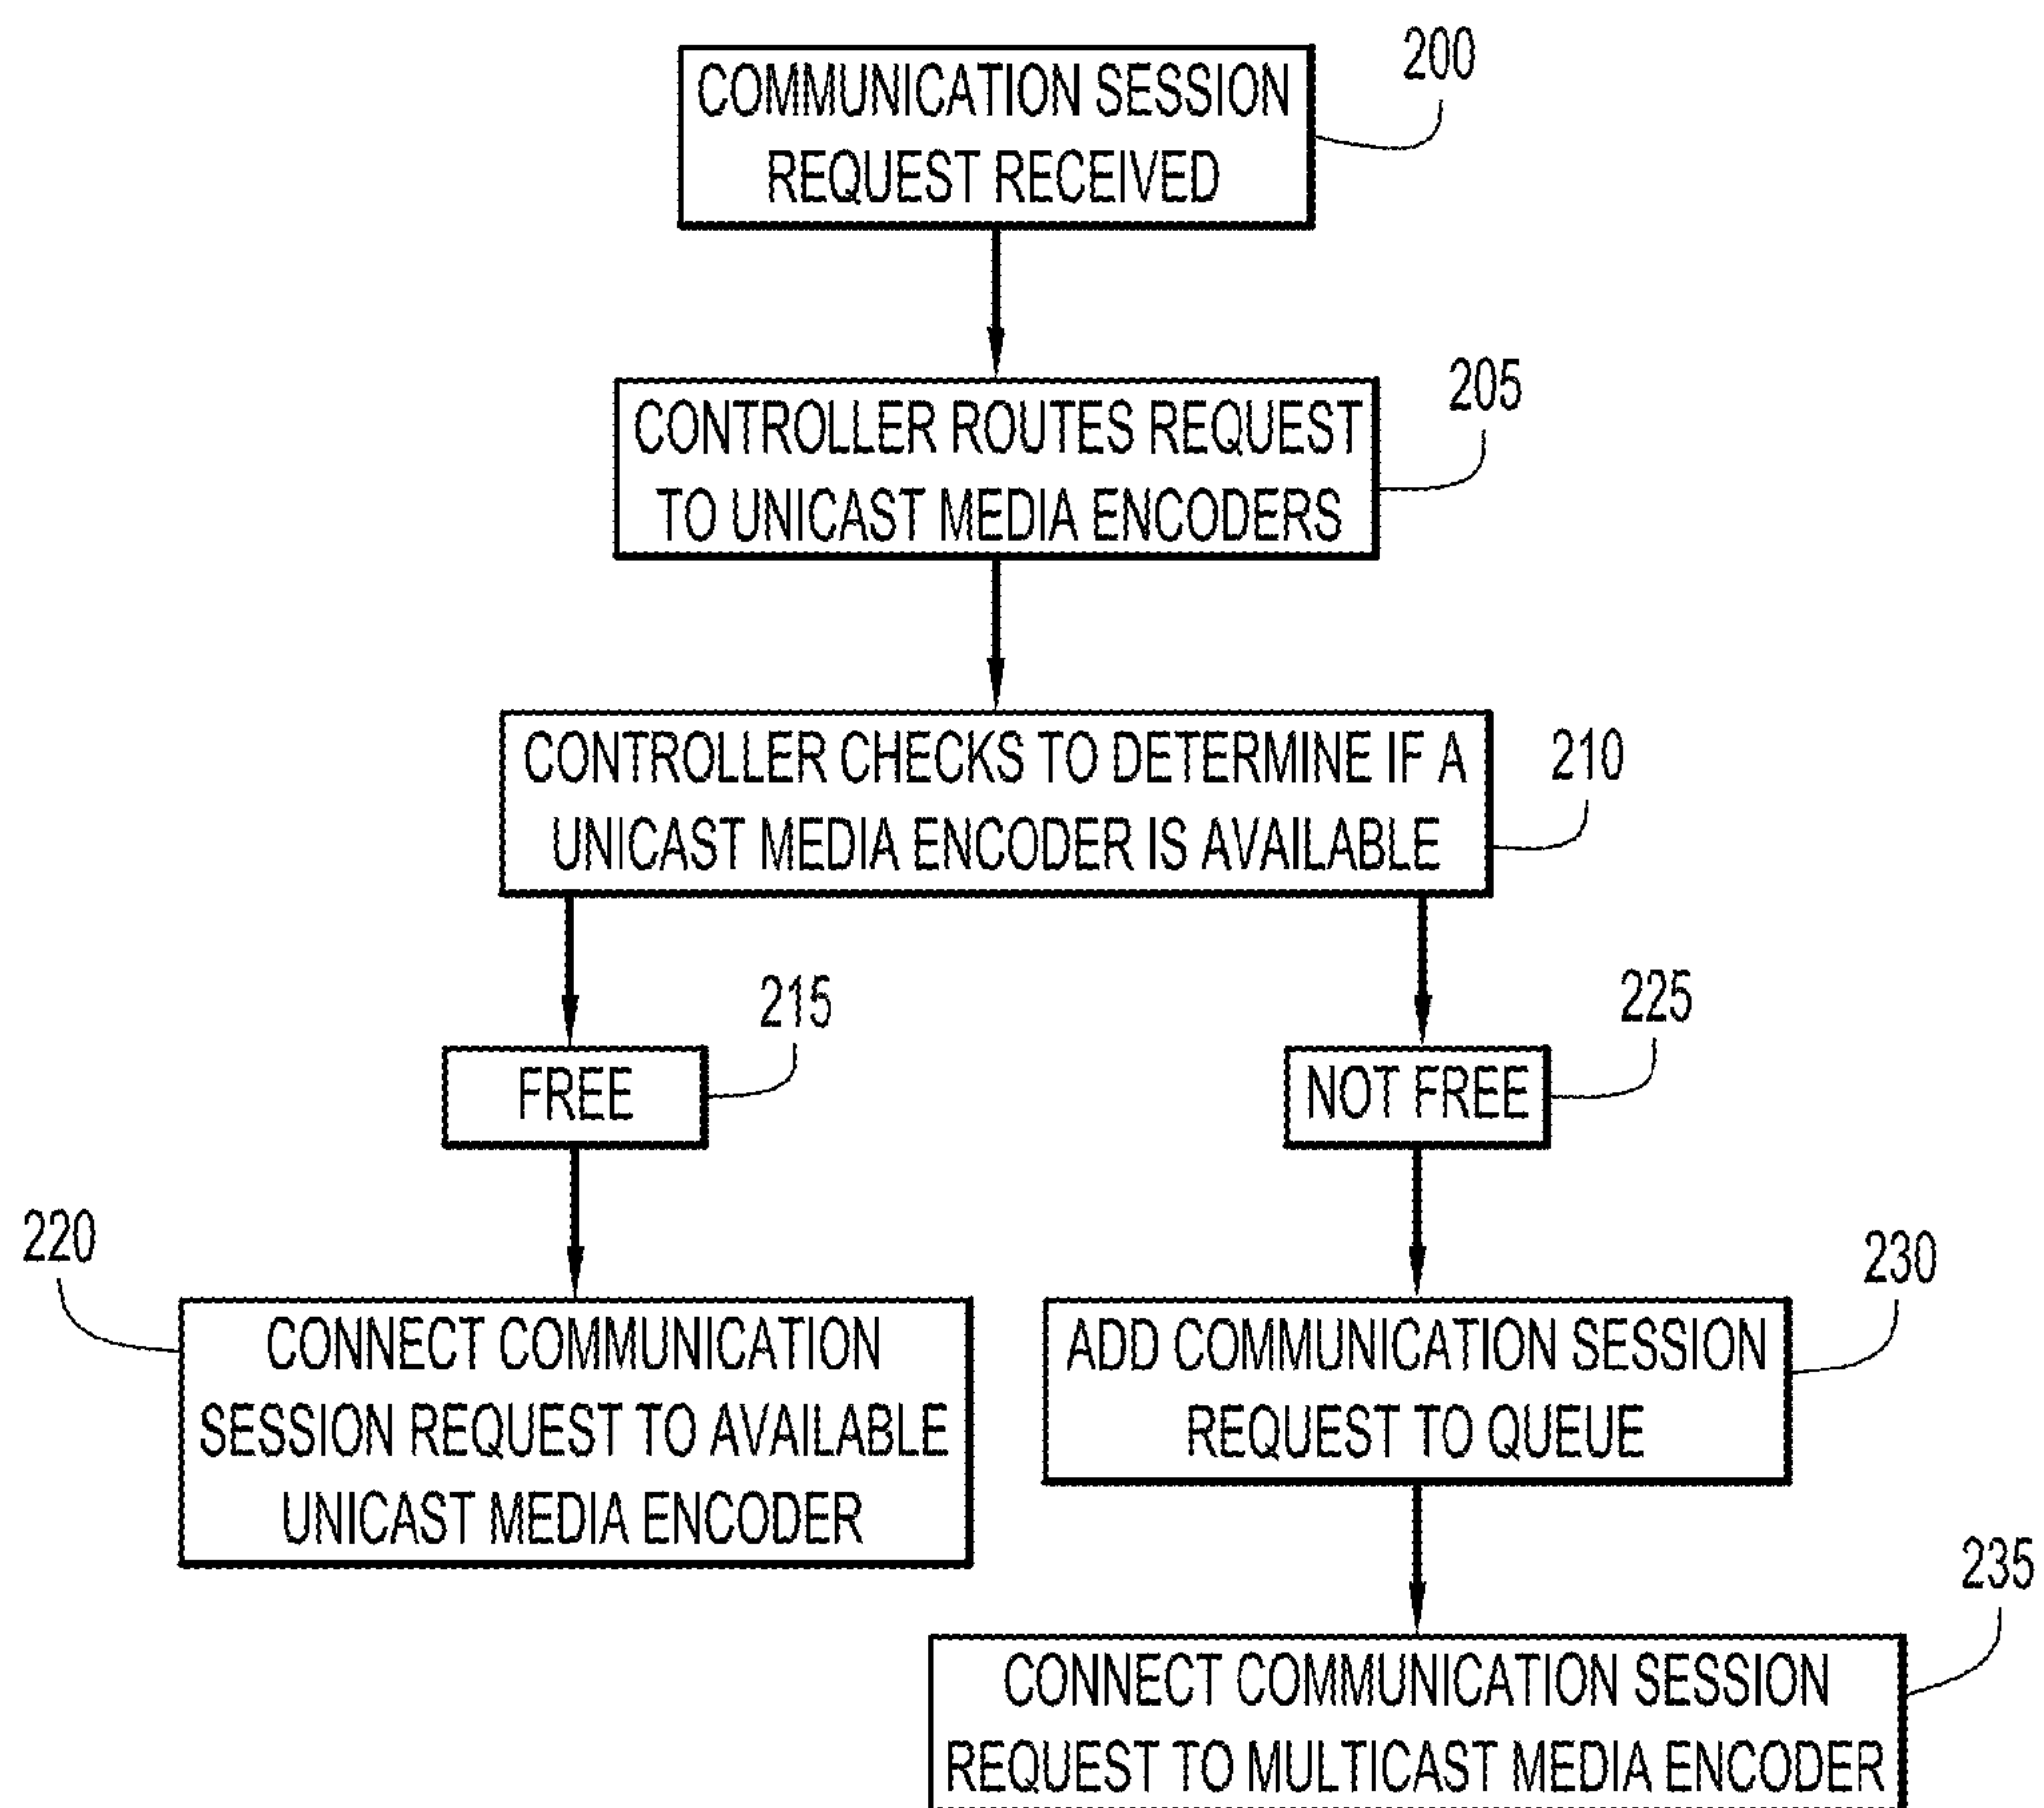 COMMUNICATION SESSION
REQUEST RECEIVED
200
CONTROLLER ROUTES REQUEST
TO UNICAST MEDIA ENCODERS
205
CONTROLLER CHECKS TO DETERMINE IF A
UNICAST MEDIA ENCODER IS AVAILABLE
210
FREE
215
NOT FREE
225
220
CONNECT COMMUNICATION
SESSION REQUEST TO AVAILABLE
UNICAST MEDIA ENCODER
ADD COMMUNICATION SESSION
REQUEST TO QUEUE
230
CONNECT COMMUNICATION SESSION
REQUEST TO MULTICAST MEDIA ENCODER
235